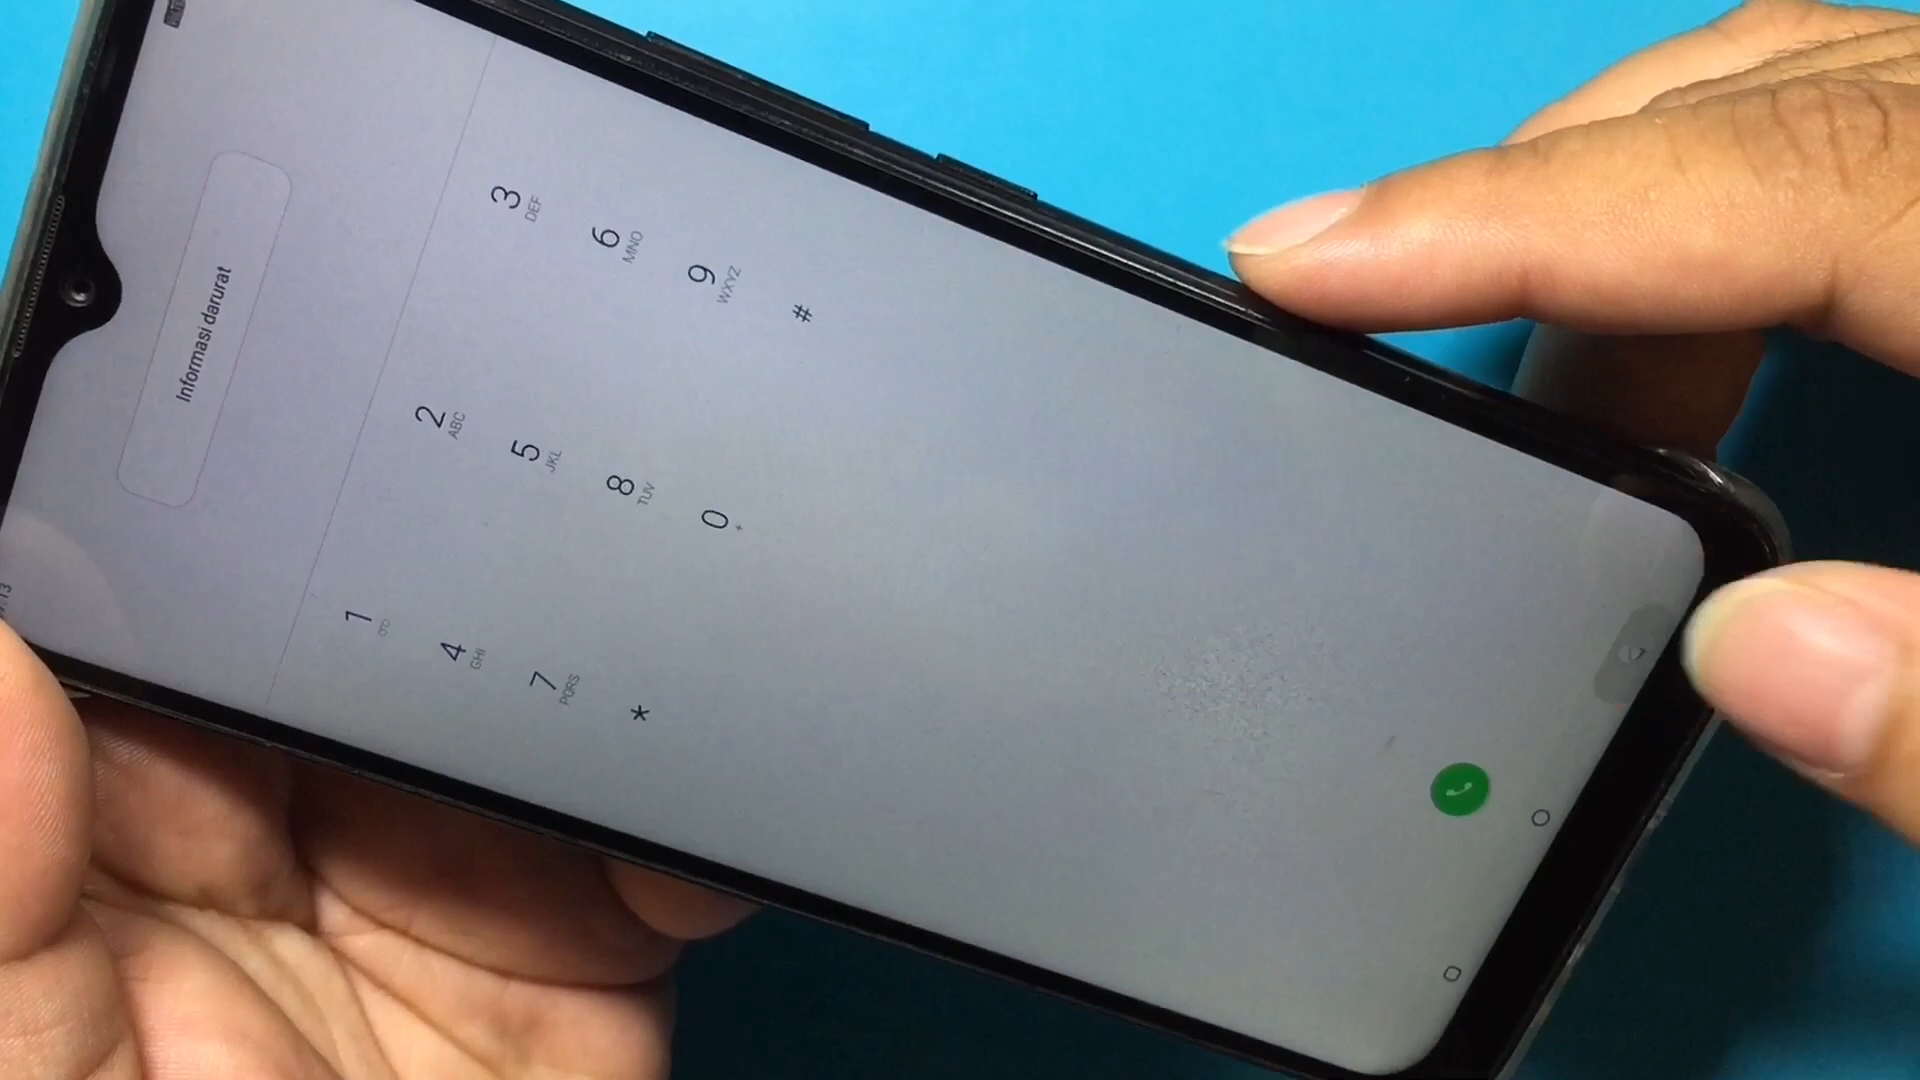 Informasi darurat
1 2 ABC 3 DEF
4 GHI 5 JKL 6 MNO
7 PQRS 8 TUV 9 WXYZ
* 0 + #